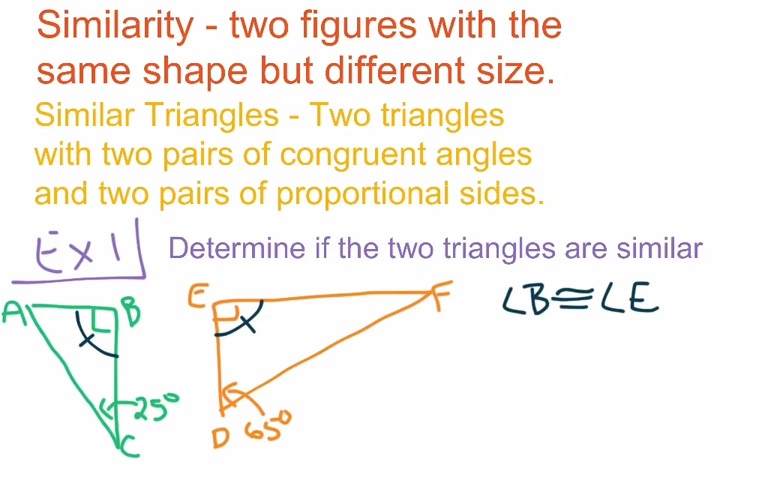 Similarity - two figures with the
same shape but different size.
Similar Triangles - Two triangles
with two pairs of congruent angles
and two pairs of proportional sides.
Ex 1 Determine if the two triangles are similar
A B E F ∠B≅∠E
25°
C D 65°